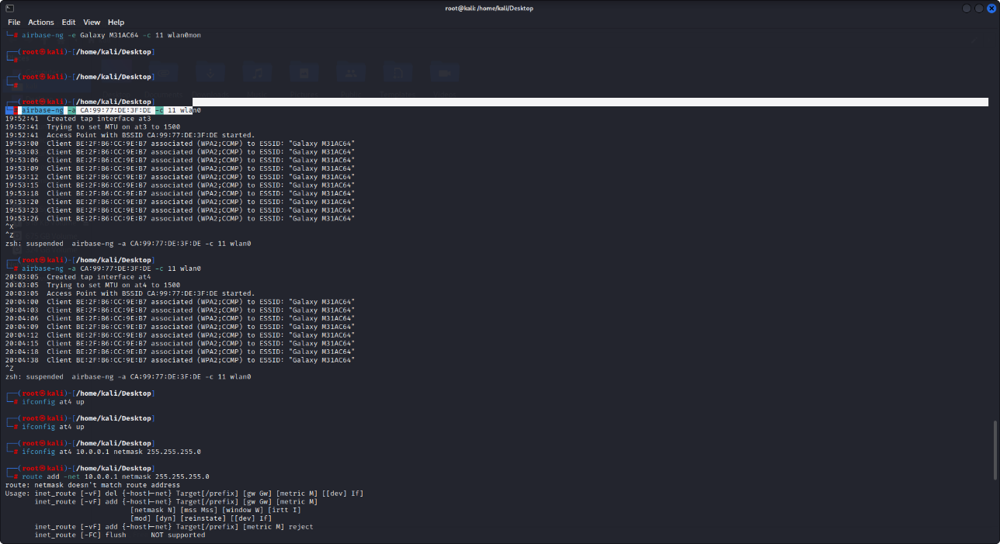 root@kali: /home/kali/Desktop
File Actions Edit View Help
└─# airbase-ng -e Galaxy M31AC64 -c 11 wlan0mon
┌──(root㉿kali)-[/home/kali/Desktop]
└─#
┌──(root㉿kali)-[/home/kali/Desktop]
└─#
┌──(root㉿kali)-[/home/kali/Desktop]
└─# airbase-ng -a CA:99:77:DE:3F:DE -c 11 wlan0
19:52:41  Created tap interface at3
19:52:41  Trying to set MTU on at3 to 1500
19:52:41  Access Point with BSSID CA:99:77:DE:3F:DE started.
19:53:00  Client BE:2F:B6:CC:9E:B7 associated (WPA2;CCMP) to ESSID: "Galaxy M31AC64"
19:53:03  Client BE:2F:B6:CC:9E:B7 associated (WPA2;CCMP) to ESSID: "Galaxy M31AC64"
19:53:06  Client BE:2F:B6:CC:9E:B7 associated (WPA2;CCMP) to ESSID: "Galaxy M31AC64"
19:53:09  Client BE:2F:B6:CC:9E:B7 associated (WPA2;CCMP) to ESSID: "Galaxy M31AC64"
19:53:12  Client BE:2F:B6:CC:9E:B7 associated (WPA2;CCMP) to ESSID: "Galaxy M31AC64"
19:53:15  Client BE:2F:B6:CC:9E:B7 associated (WPA2;CCMP) to ESSID: "Galaxy M31AC64"
19:53:18  Client BE:2F:B6:CC:9E:B7 associated (WPA2;CCMP) to ESSID: "Galaxy M31AC64"
19:53:20  Client BE:2F:B6:CC:9E:B7 associated (WPA2;CCMP) to ESSID: "Galaxy M31AC64"
19:53:23  Client BE:2F:B6:CC:9E:B7 associated (WPA2;CCMP) to ESSID: "Galaxy M31AC64"
19:53:26  Client BE:2F:B6:CC:9E:B7 associated (WPA2;CCMP) to ESSID: "Galaxy M31AC64"
^X
^Z
zsh: suspended  airbase-ng -a CA:99:77:DE:3F:DE -c 11 wlan0
┌──(root㉿kali)-[/home/kali/Desktop]
└─# airbase-ng -a CA:99:77:DE:3F:DE -c 11 wlan0
20:03:05  Created tap interface at4
20:03:05  Trying to set MTU on at4 to 1500
20:03:05  Access Point with BSSID CA:99:77:DE:3F:DE started.
20:04:00  Client BE:2F:B6:CC:9E:B7 associated (WPA2;CCMP) to ESSID: "Galaxy M31AC64"
20:04:03  Client BE:2F:B6:CC:9E:B7 associated (WPA2;CCMP) to ESSID: "Galaxy M31AC64"
20:04:06  Client BE:2F:B6:CC:9E:B7 associated (WPA2;CCMP) to ESSID: "Galaxy M31AC64"
20:04:09  Client BE:2F:B6:CC:9E:B7 associated (WPA2;CCMP) to ESSID: "Galaxy M31AC64"
20:04:12  Client BE:2F:B6:CC:9E:B7 associated (WPA2;CCMP) to ESSID: "Galaxy M31AC64"
20:04:15  Client BE:2F:B6:CC:9E:B7 associated (WPA2;CCMP) to ESSID: "Galaxy M31AC64"
20:04:18  Client BE:2F:B6:CC:9E:B7 associated (WPA2;CCMP) to ESSID: "Galaxy M31AC64"
20:04:38  Client BE:2F:B6:CC:9E:B7 associated (WPA2;CCMP) to ESSID: "Galaxy M31AC64"
^Z
zsh: suspended  airbase-ng -a CA:99:77:DE:3F:DE -c 11 wlan0
┌──(root㉿kali)-[/home/kali/Desktop]
└─# ifconfig at4 up
┌──(root㉿kali)-[/home/kali/Desktop]
└─# ifconfig at4 up
┌──(root㉿kali)-[/home/kali/Desktop]
└─# ifconfig at4 10.0.0.1 netmask 255.255.255.0
┌──(root㉿kali)-[/home/kali/Desktop]
└─# route add -net 10.0.0.1 netmask 255.255.255.0
route: netmask doesn't match route address
Usage: inet_route [-vF] del {-host|-net} Target[/prefix] [gw Gw] [metric M] [[dev] If]
inet_route [-vF] add {-host|-net} Target[/prefix] [gw Gw] [metric M]
[netmask N] [mss Mss] [window W] [irtt I]
[mod] [dyn] [reinstate] [[dev] If]
inet_route [-vF] add {-host|-net} Target[/prefix] [metric M] reject
inet_route [-FC] flush      NOT supported